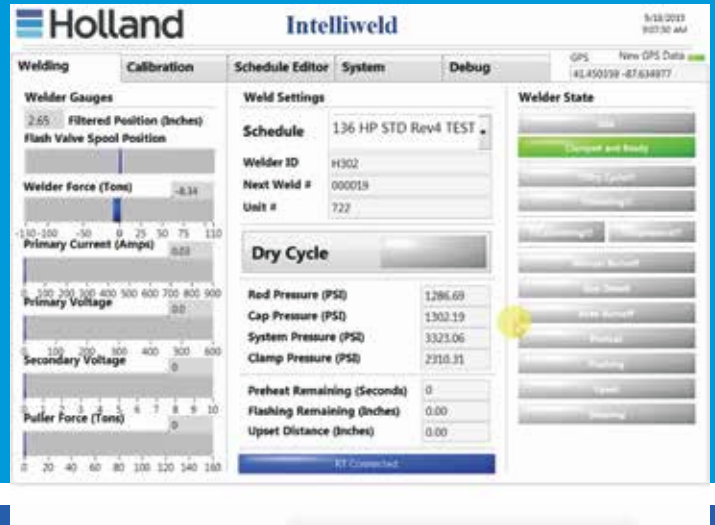 Holland
Intelliweld
9/18/2013
9:07:50 AM
Welding
Calibration
Schedule Editor
System
Debug
GPS
New GPS Data
41.450359 -87.634977
Welder Gauges
2.65 Filtered Position (Inches)
Flash Valve Spool Position
Welder Force (Tons)
-8.34
-130 -100 -50 0 25 50 75 110
Primary Current (Amps)
0.03
0 100 200 300 400 500 600 700 800 900
Primary Voltage
0.0
0 100 200 300 400 500 600
Secondary Voltage
0
0 1 2 3 4 5 6 7 8 9 10
Puller Force (Tons)
0
0 20 40 60 80 100 120 140 160
Weld Settings
Schedule
136 HP STD Rev4 TEST
Welder ID
H302
Next Weld #
000019
Unit #
722
Dry Cycle
Rod Pressure (PSI)
1286.69
Cap Pressure (PSI)
1302.19
System Pressure (PSI)
3323.06
Clamp Pressure (PSI)
2310.31
Preheat Remaining (Seconds)
0
Flashing Remaining (Inches)
0.00
Upset Distance (Inches)
0.00
RT Connected
Welder State
Clamped and Ready
Preheat
Flashing
Upset